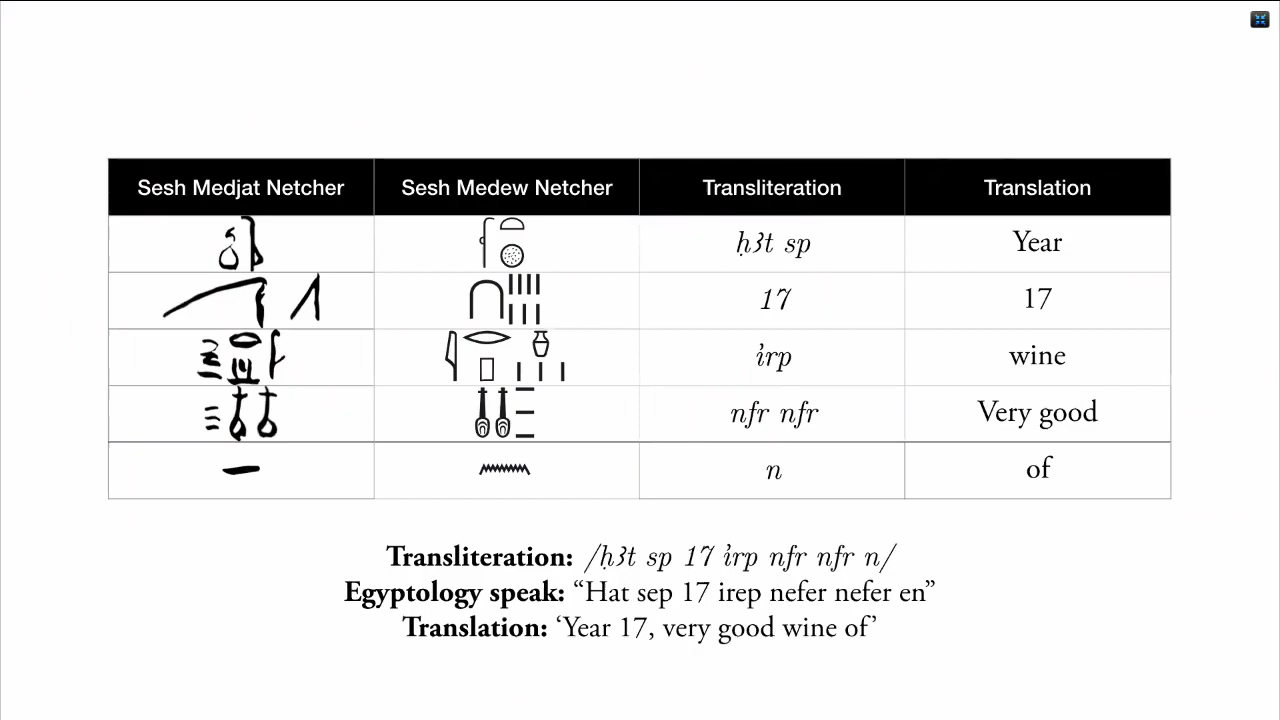 Sesh Medjat Netcher Sesh Medew Netcher Transliteration Translation
ḥꜣt sp Year
17 17
ı͗rp wine
nfr nfr Very good
n of
Transliteration: /ḥꜣt sp 17 ı͗rp nfr nfr n/
Egyptology speak: “Hat sep 17 irep nefer nefer en”
Translation: ‘Year 17, very good wine of’